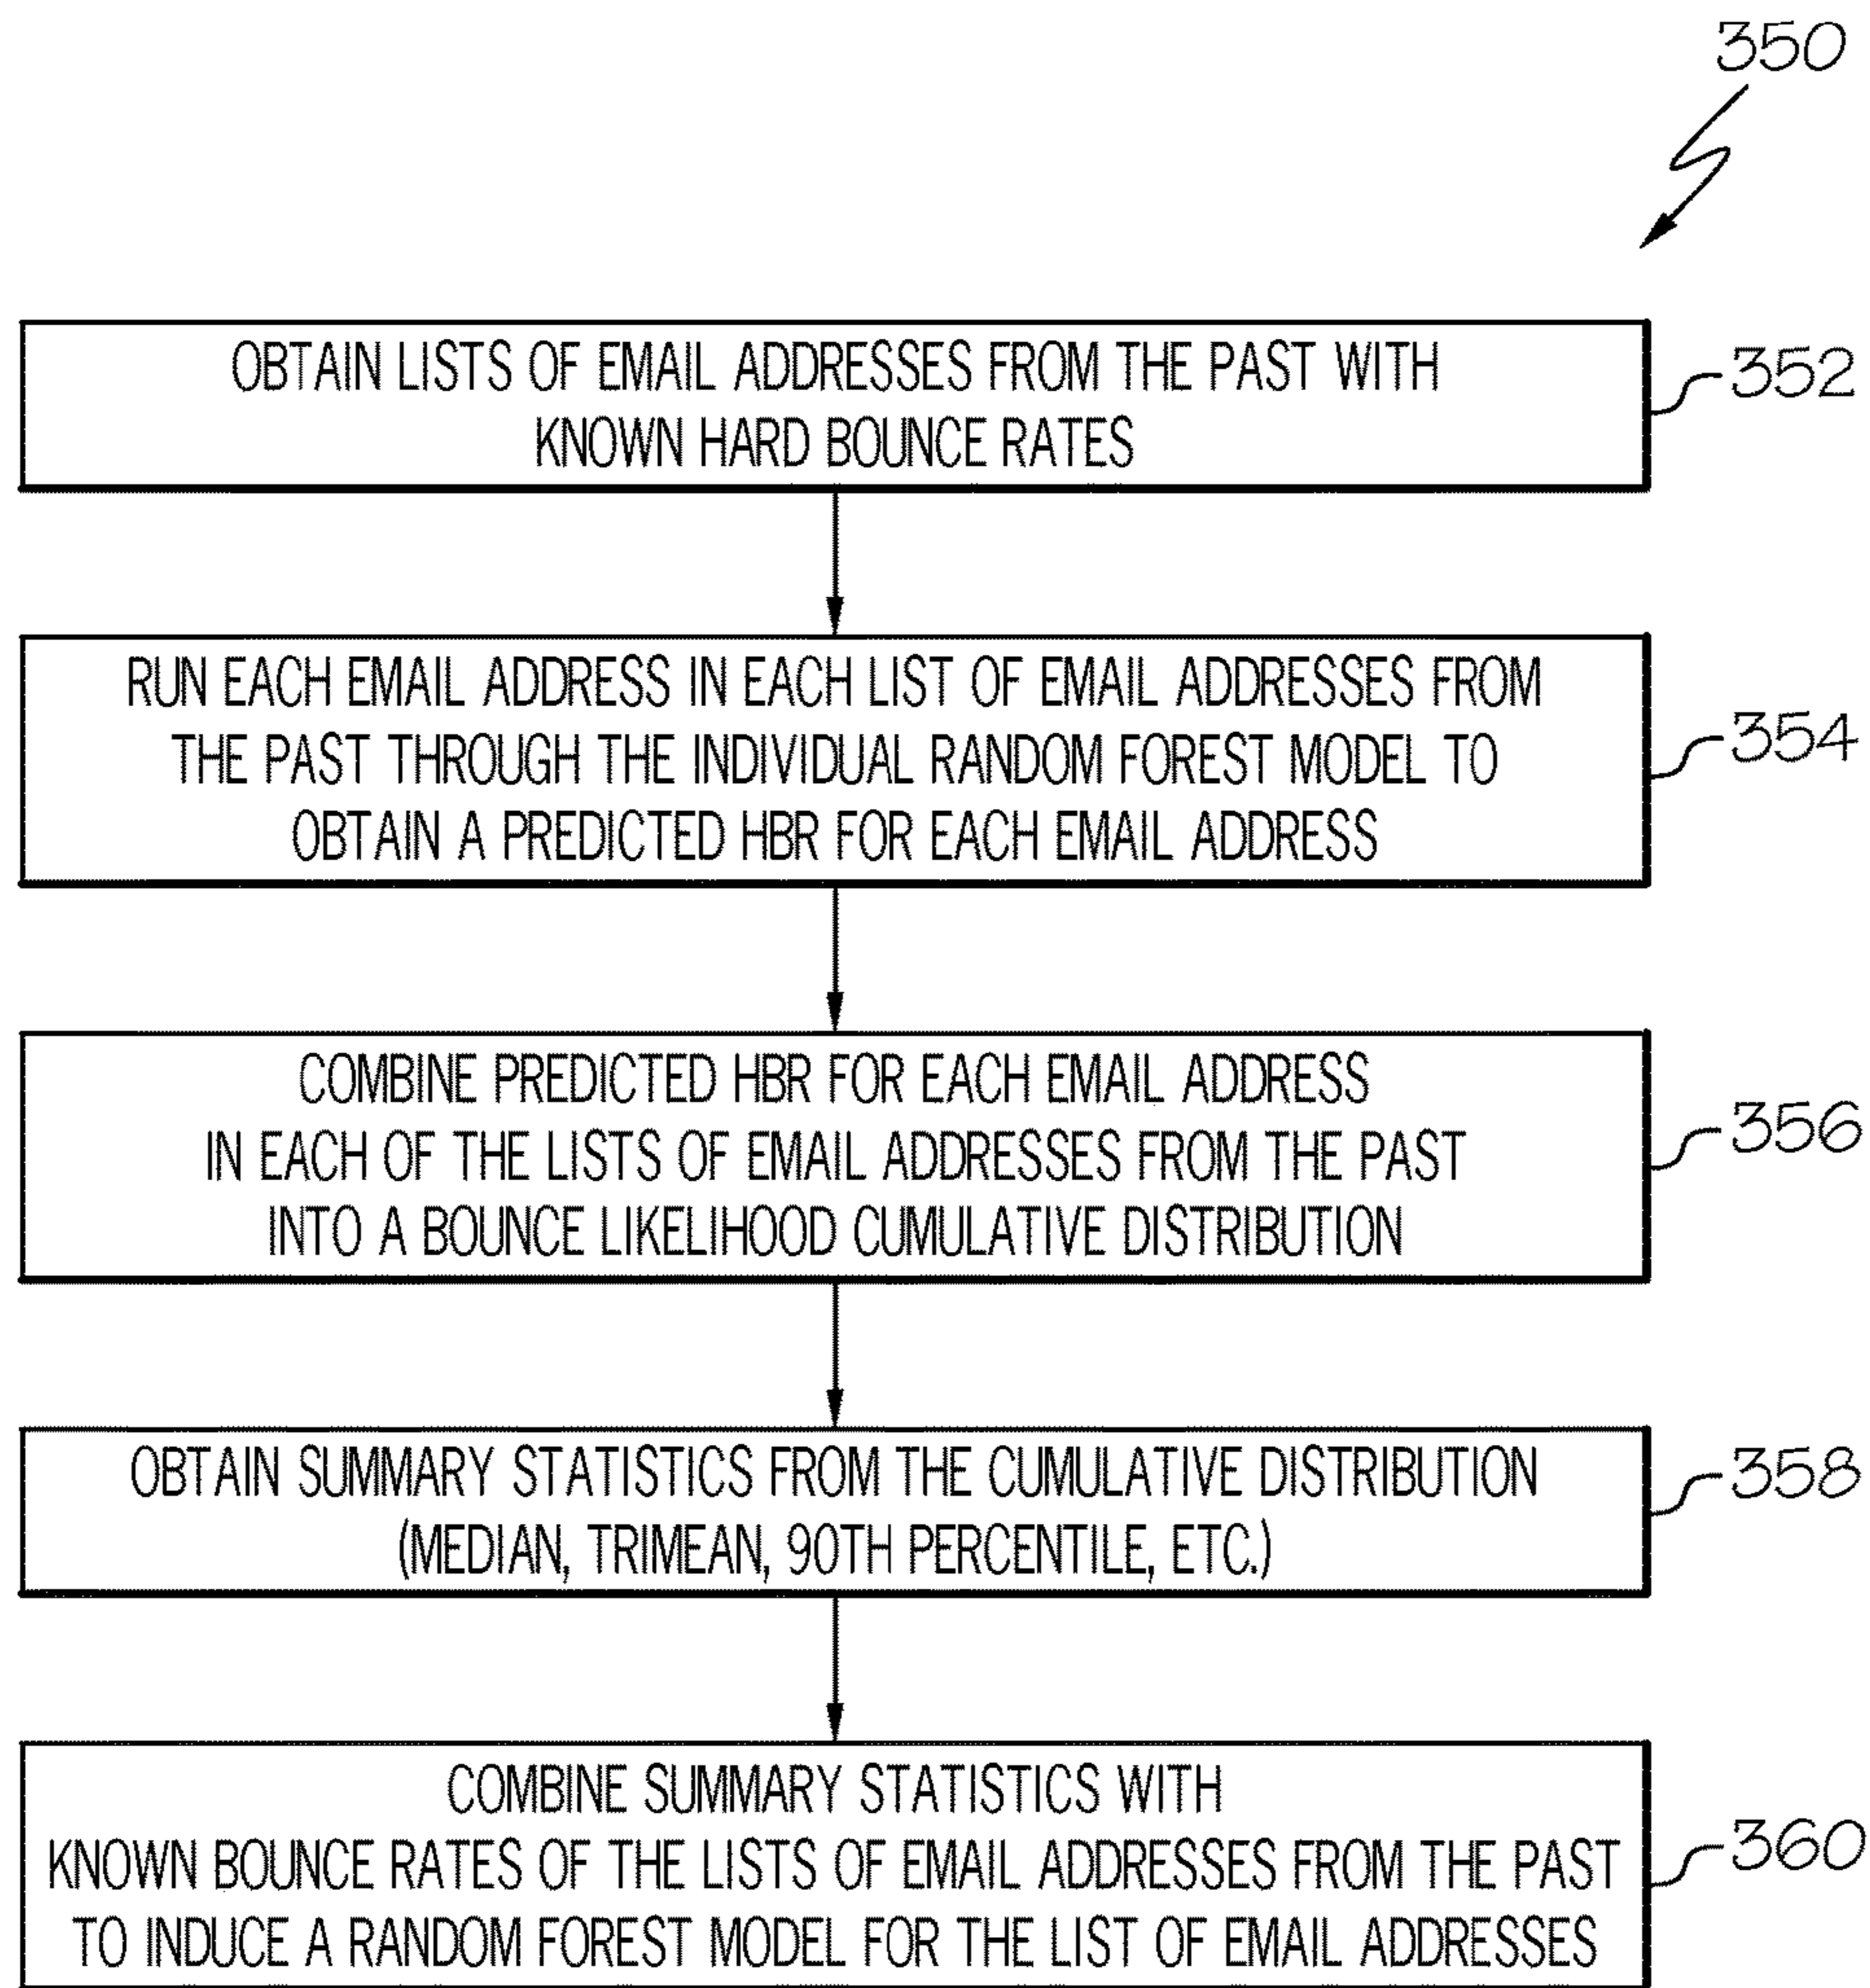 350
OBTAIN LISTS OF EMAIL ADDRESSES FROM THE PAST WITH
KNOWN HARD BOUNCE RATES
352
RUN EACH EMAIL ADDRESS IN EACH LIST OF EMAIL ADDRESSES FROM
THE PAST THROUGH THE INDIVIDUAL RANDOM FOREST MODEL TO
OBTAIN A PREDICTED HBR FOR EACH EMAIL ADDRESS
354
COMBINE PREDICTED HBR FOR EACH EMAIL ADDRESS
IN EACH OF THE LISTS OF EMAIL ADDRESSES FROM THE PAST
INTO A BOUNCE LIKELIHOOD CUMULATIVE DISTRIBUTION
356
OBTAIN SUMMARY STATISTICS FROM THE CUMULATIVE DISTRIBUTION
(MEDIAN, TRIMEAN, 90TH PERCENTILE, ETC.)
358
COMBINE SUMMARY STATISTICS WITH
KNOWN BOUNCE RATES OF THE LISTS OF EMAIL ADDRESSES FROM THE PAST
TO INDUCE A RANDOM FOREST MODEL FOR THE LIST OF EMAIL ADDRESSES
360